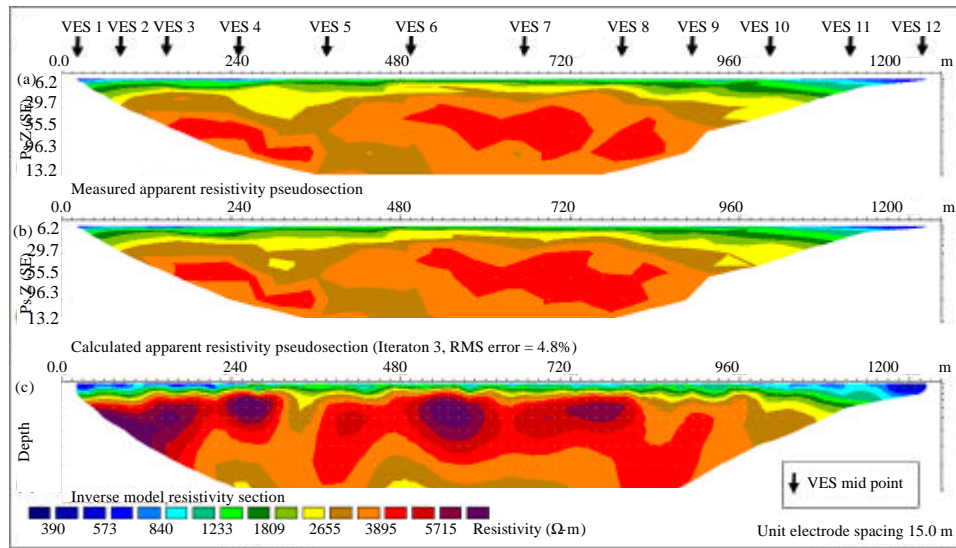 VES 1 VES 2 VES 3 VES 4 VES 5 VES 6 VES 7 VES 8 VES 9 VES 10 VES 11 VES 12
0.0 240 480 720 960 1200 m
(a)
Ps.Z (SE)
6.2
29.7
55.5
96.3
13.2
Measured apparent resistivity pseudosection
0.0 240 480 720 960 1200 m
(b)
Ps.Z (SE)
6.2
29.7
55.5
96.3
13.2
Calculated apparent resistivity pseudosection (Iteraton 3, RMS error = 4.8%)
0.0 240 480 720 960 1200 m
(c)
Depth
Inverse model resistivity section
390 573 840 1233 1809 2655 3895 5715 Resistivity (Ω-m)
VES mid point
Unit electrode spacing 15.0 m